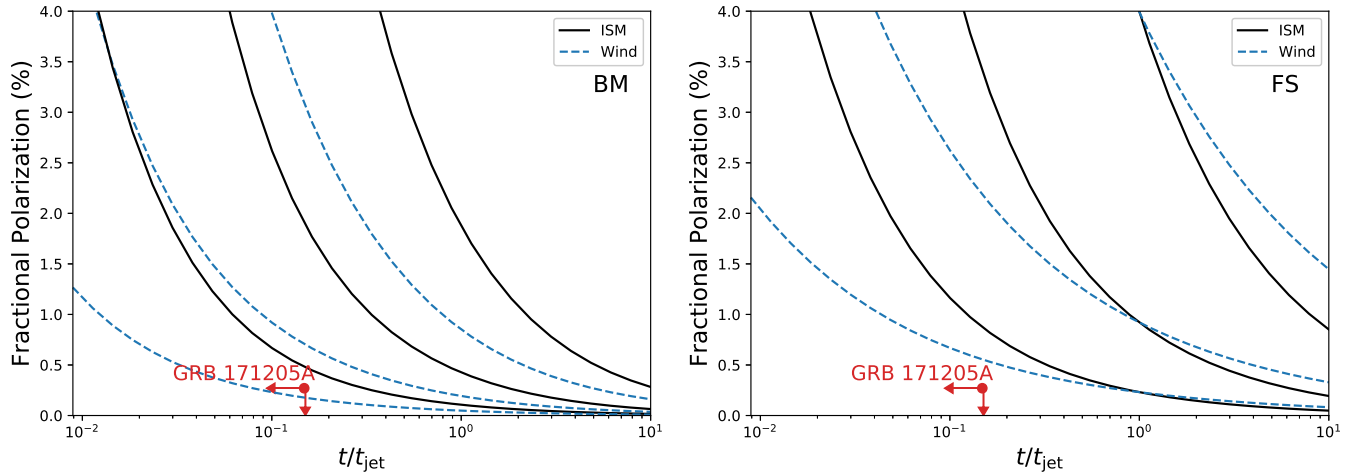 4.0
3.5
3.0
2.5
2.0
1.5
1.0
0.5
0.0
Fractional Polarization (%)
ISM
Wind
BM
GRB 171205A
10⁻²
10⁻¹
10⁰
10¹
t/t_jet
4.0
3.5
3.0
2.5
2.0
1.5
1.0
0.5
0.0
Fractional Polarization (%)
ISM
Wind
FS
GRB 171205A
10⁻²
10⁻¹
10⁰
10¹
t/t_jet